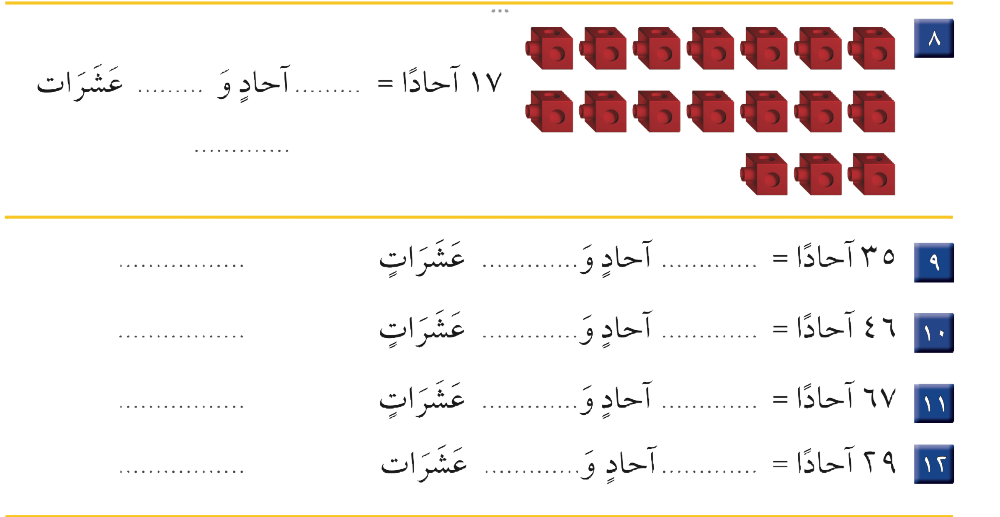 ...
٨ ١٧ آحادًا = ......... آحادٍ وَ ......... عَشَرَات
.............
٩ ٣٥ آحادًا = ............. آحادٍ وَ............. عَشَرَاتٍ .................
١٠ ٤٦ آحادًا = ............. آحادٍ وَ............. عَشَرَاتٍ .................
١١ ٦٧ آحادًا = ............. آحادٍ وَ............. عَشَرَاتٍ .................
١٢ ٢٩ آحادًا = ............. آحادٍ وَ............. عَشَرَات .................